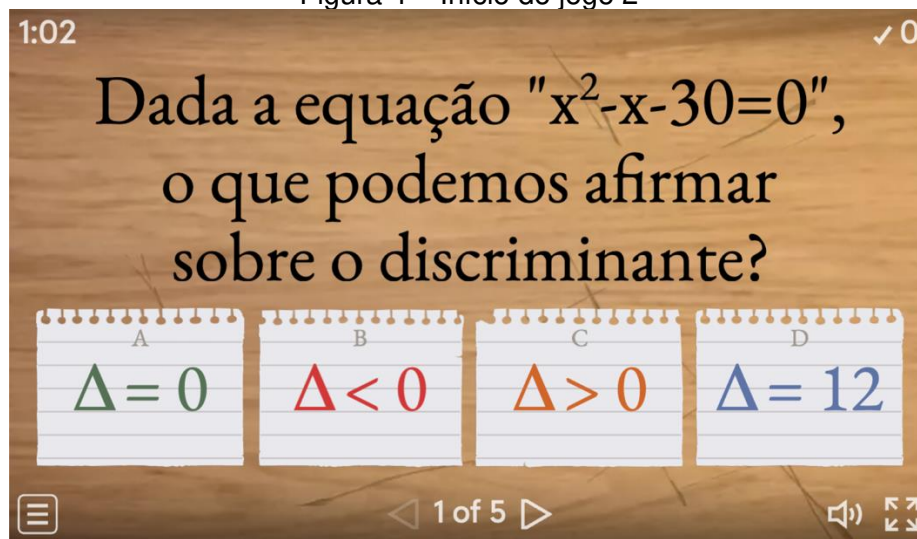 1:02
✓ 0
Dada a equação "x²-x-30=0",
o que podemos afirmar
sobre o discriminante?
A
B
C
D
Δ = 0
Δ < 0
Δ > 0
Δ = 12
1 of 5